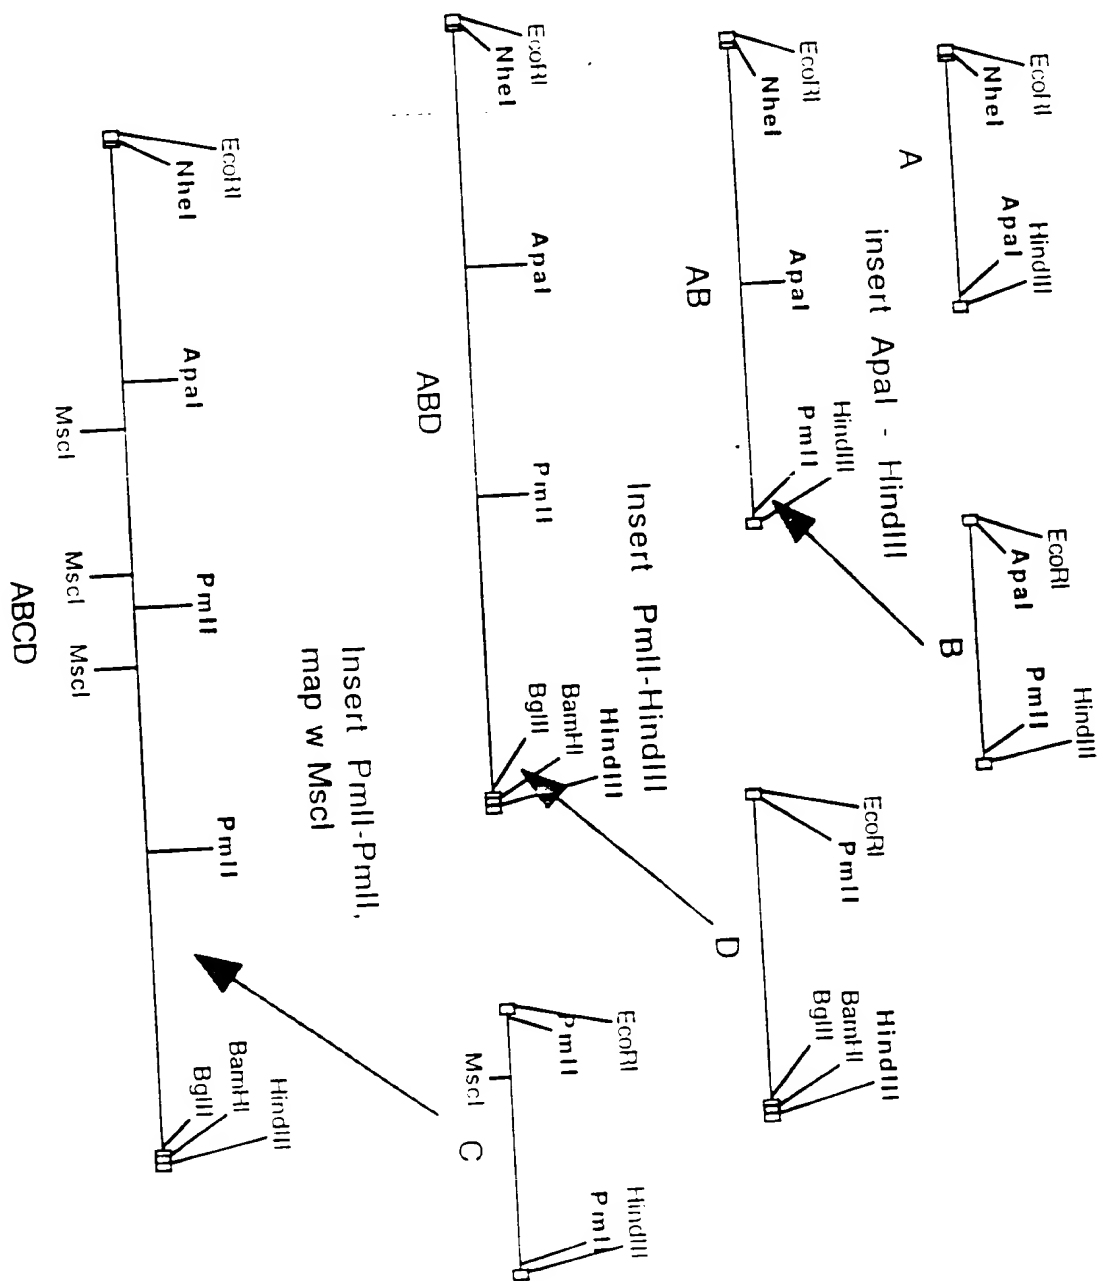 EcoRI
NheI
HindIII
ApaI
A
EcoRI
ApaI
HindIII
PmlI
B
insert ApaI - HindIII
EcoRI
NheI
ApaI
HindIII
PmlI
AB
EcoRI
PmlI
HindIII
BamHI
BglII
D
Insert PmlI-HindIII
EcoRI
NheI
ApaI
PmlI
HindIII
BamHI
BglII
ABD
EcoRI
PmlI
MscI
HindIII
PmlI
C
Insert PmlI-PmlI,
map w MscI
EcoRI
NheI
ApaI
PmlI
PmlI
HindIII
BamHI
BglII
MscI
MscI
MscI
ABCD